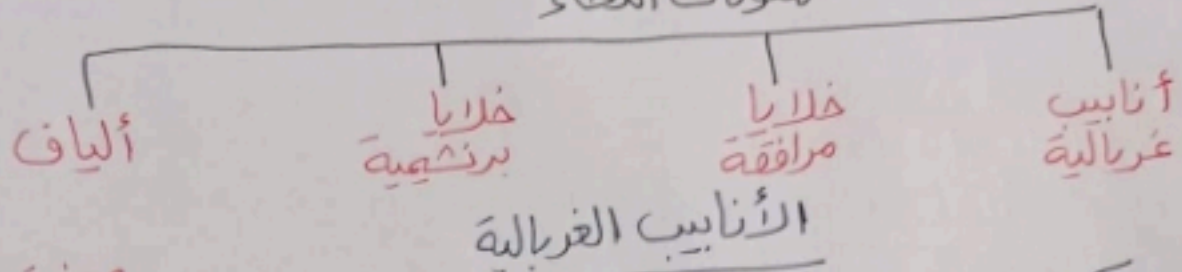 أنابيب غربالية
خلايا مرافقة
خلايا برنشيمية
ألياف
الأنابيب الغربالية